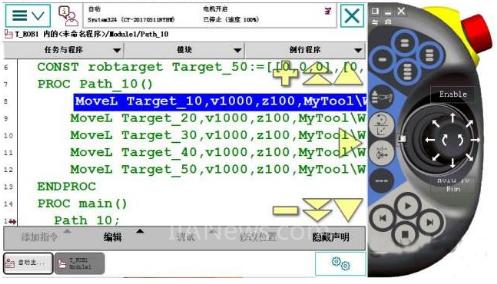 自动 电机开启
System324 (CY-20170511NTHW) 已停止 (速度 100%)
T_ROB1 内的<未命名程序>/Module1/Path_10
任务与程序 模块 例行程序
6 CONST robtarget Target_50:=[[0,0,0],[0,
7 PROC Path_10()
8 MoveL Target_10,v1000,z100,MyTool\W
9 MoveL Target_20,v1000,z100,MyTool\W
10 MoveL Target_30,v1000,z100,MyTool\W
11 MoveL Target_40,v1000,z100,MyTool\W
12 MoveL Target_50,v1000,z100,MyTool\W
13 ENDPROC
14 PROC main()
Path_10;
添加指令 编辑 调试 修改位置 隐藏声明
自动生...
T_ROB1
Module1
Enable
Hold To
Run